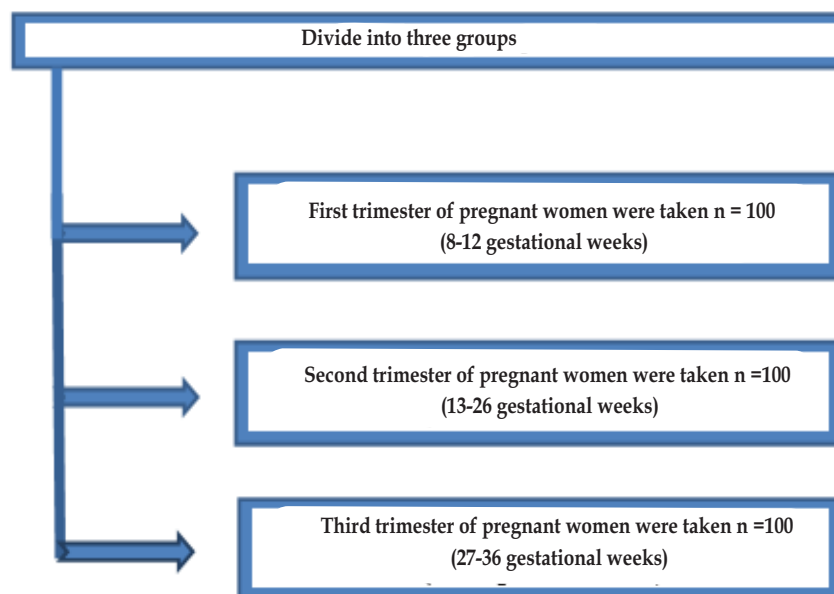 Divide into three groups
First trimester of pregnant women were taken n = 100
(8-12 gestational weeks)
Second trimester of pregnant women were taken n =100
(13-26 gestational weeks)
Third trimester of pregnant women were taken n =100
(27-36 gestational weeks)